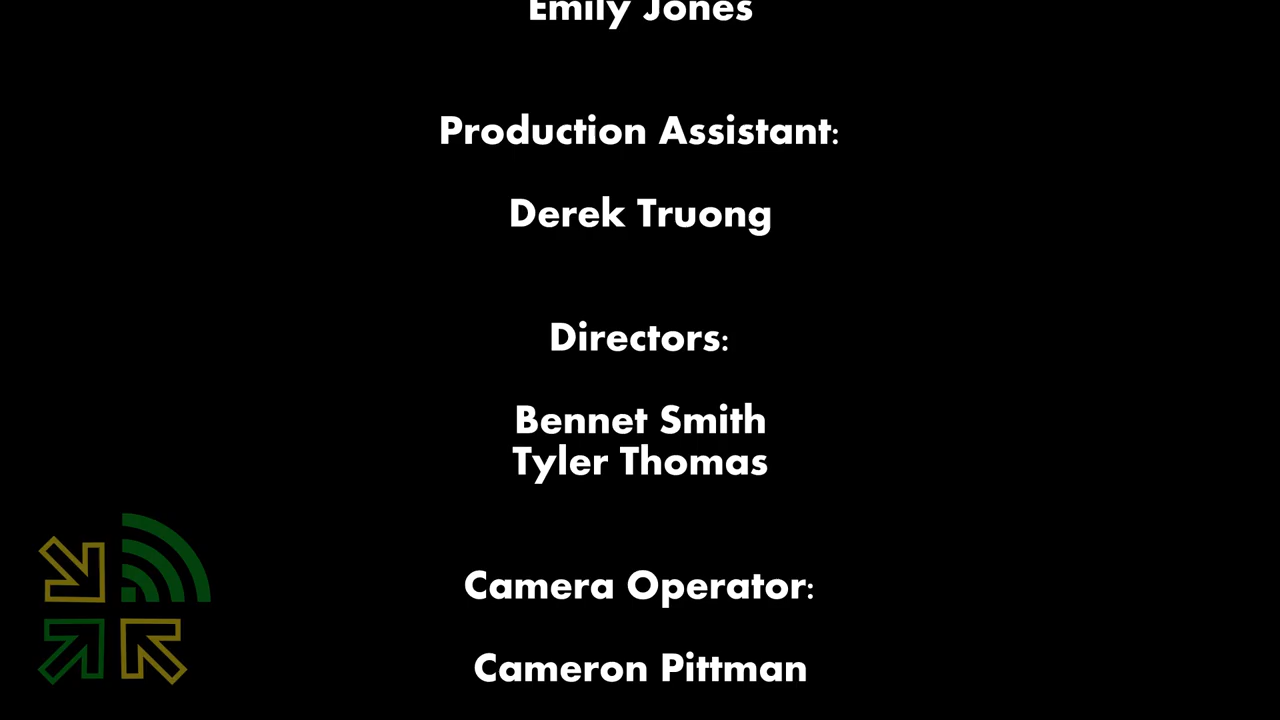 Emily Jones
Production Assistant:
Derek Truong
Directors:
Bennet Smith
Tyler Thomas
Camera Operator:
Cameron Pittman